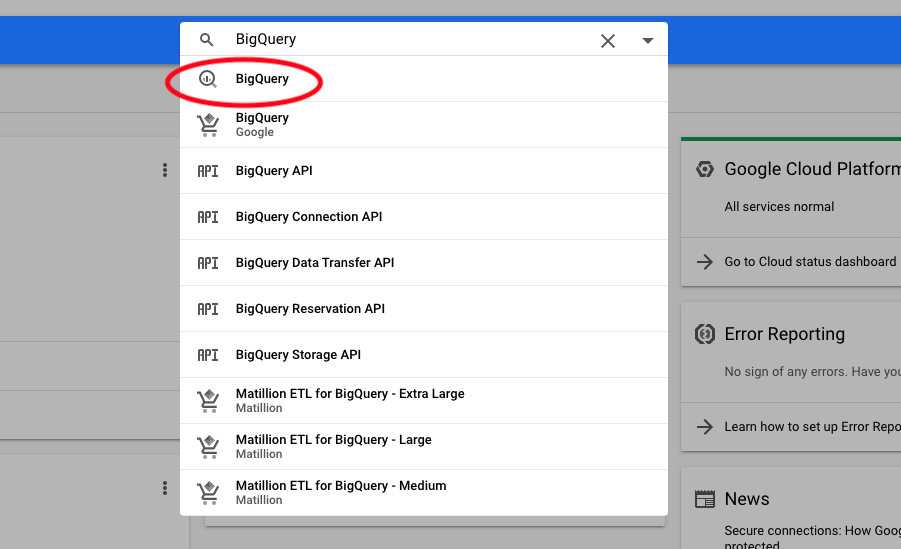 BigQuery
BigQuery
BigQuery
Google
API BigQuery API
API BigQuery Connection API
API BigQuery Data Transfer API
API BigQuery Reservation API
API BigQuery Storage API
Matillion ETL for BigQuery - Extra Large
Matillion
Matillion ETL for BigQuery - Large
Matillion
Matillion ETL for BigQuery - Medium
Matillion
Google Cloud Platform
All services normal
Go to Cloud status dashboard
Error Reporting
No sign of any errors. Have you
Learn how to set up Error Repo
News
Secure connections: How Goog
protected